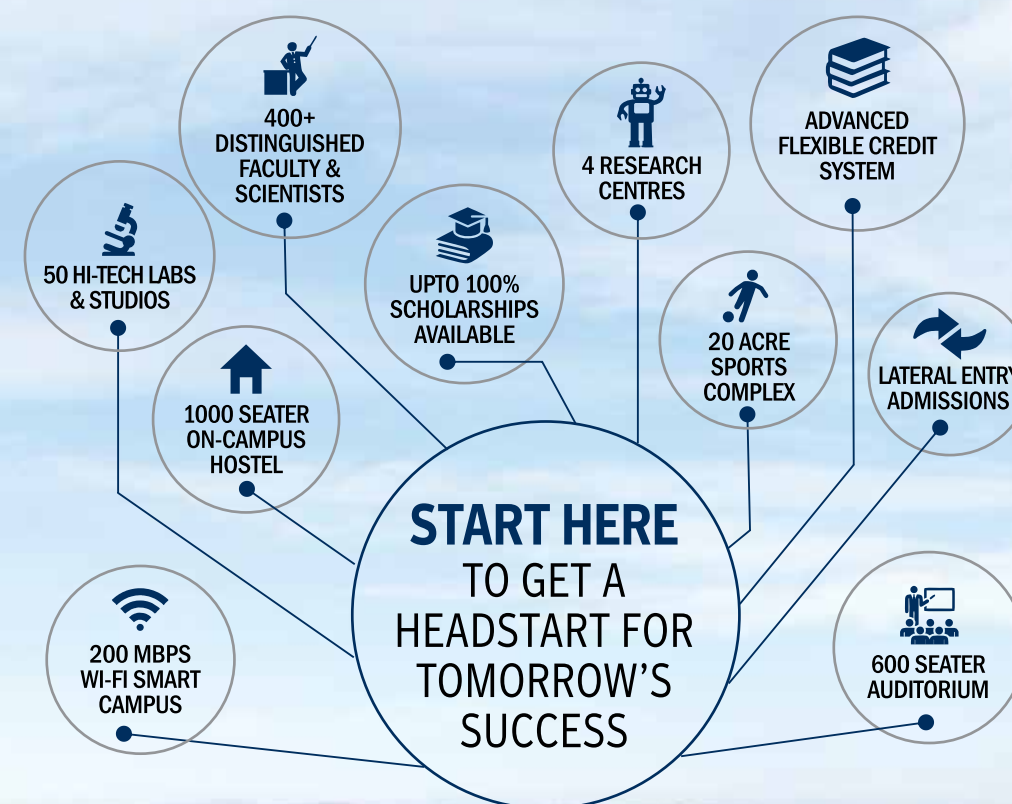 400+
DISTINGUISHED
FACULTY &
SCIENTISTS
4 RESEARCH
CENTRES
ADVANCED
FLEXIBLE CREDIT
SYSTEM
50 HI-TECH LABS
& STUDIOS
UPTO 100%
SCHOLARSHIPS
AVAILABLE
20 ACRE
SPORTS
COMPLEX
LATERAL ENTRY
ADMISSIONS
1000 SEATER
ON-CAMPUS
HOSTEL
START HERE
TO GET A
HEADSTART FOR
TOMORROW'S
SUCCESS
200 MBPS
WI-FI SMART
CAMPUS
600 SEATER
AUDITORIUM